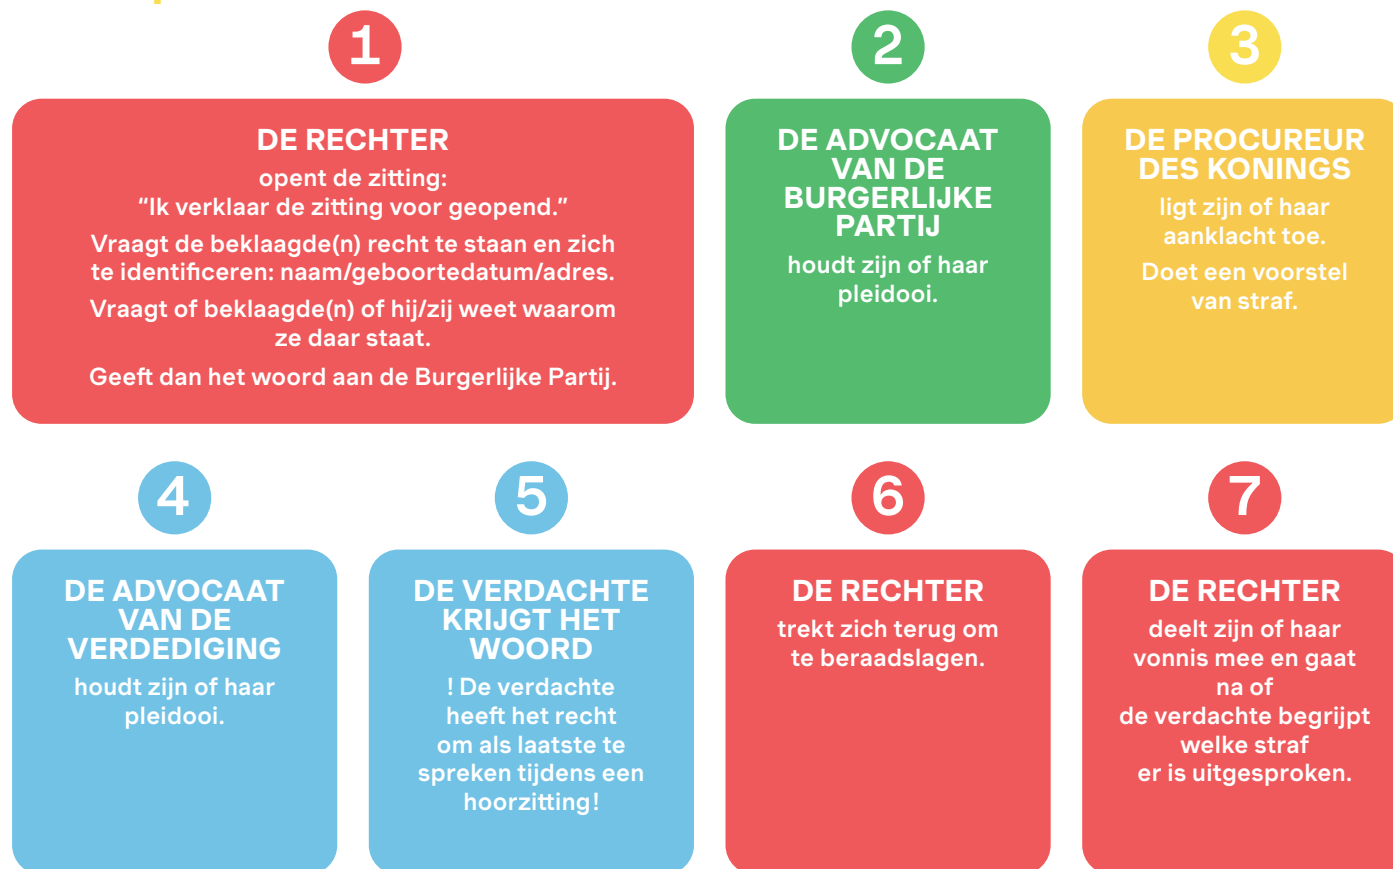 1
DE RECHTER
opent de zitting:
“Ik verklaar de zitting voor geopend.”
Vraagt de beklaagde(n) recht te staan en zich
te identificeren: naam/geboortedatum/adres.
Vraagt of beklaagde(n) of hij/zij weet waarom
ze daar staat.
Geeft dan het woord aan de Burgerlijke Partij.
2
DE ADVOCAAT
VAN DE
BURGERLIJKE
PARTIJ
houdt zijn of haar
pleidooi.
3
DE PROCUREUR
DES KONINGS
ligt zijn of haar
aanklacht toe.
Doet een voorstel
van straf.
4
DE ADVOCAAT
VAN DE
VERDEDIGING
houdt zijn of haar
pleidooi.
5
DE VERDACHTE
KRIJGT HET
WOORD
! De verdachte
heeft het recht
om als laatste te
spreken tijdens een
hoorzitting!
6
DE RECHTER
trekt zich terug om
te beraadslagen.
7
DE RECHTER
deelt zijn of haar
vonnis mee en gaat
na of
de verdachte begrijpt
welke straf
er is uitgesproken.